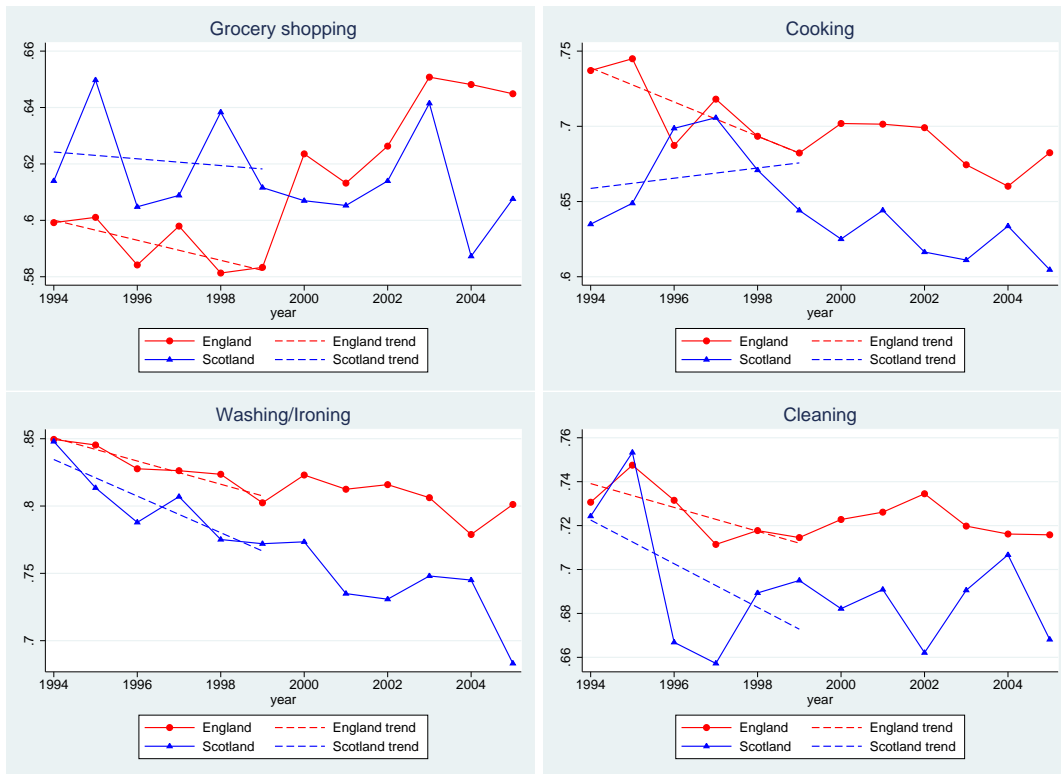 Grocery shopping
.66
.64
.62
.6
.58
1994 1996 1998 2000 2002 2004
year
England England trend
Scotland Scotland trend
Cooking
.75
.7
.65
.6
1994 1996 1998 2000 2002 2004
year
England England trend
Scotland Scotland trend
Washing/Ironing
.85
.8
.75
.7
1994 1996 1998 2000 2002 2004
year
England England trend
Scotland Scotland trend
Cleaning
.76
.74
.72
.7
.68
.66
1994 1996 1998 2000 2002 2004
year
England England trend
Scotland Scotland trend